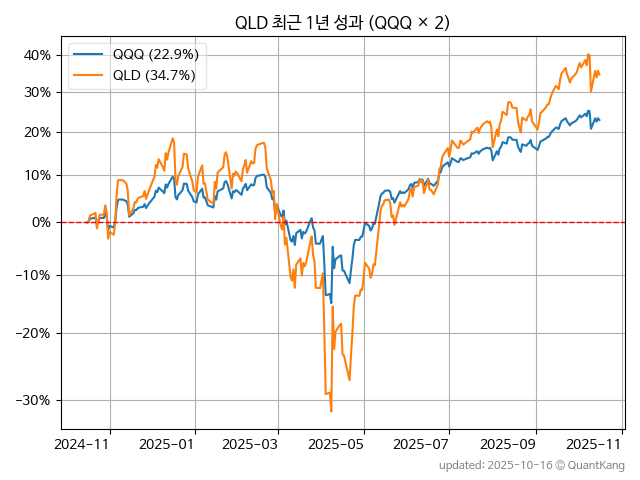 QLD 최근 1년 성과 (QQQ × 2)
QQQ (22.9%)
QLD (34.7%)
40%
30%
20%
10%
0%
−10%
−20%
−30%
2024-11 2025-01 2025-03 2025-05 2025-07 2025-09 2025-11
updated: 2025-10-16 © QuantKang